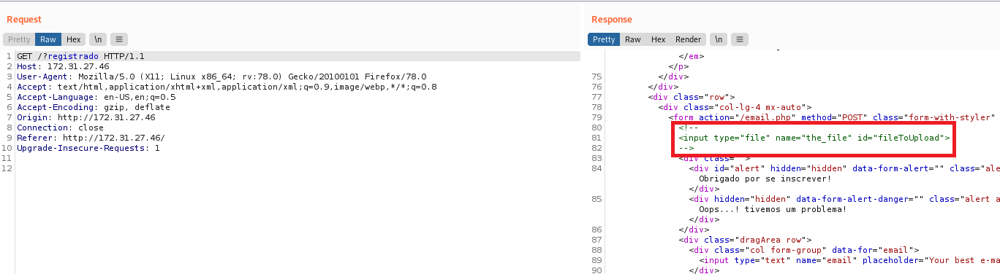 Request
Pretty Raw Hex \n ≡
1 GET /?registrado HTTP/1.1
2 Host: 172.31.27.46
3 User-Agent: Mozilla/5.0 (X11; Linux x86_64; rv:78.0) Gecko/20100101 Firefox/78.0
4 Accept: text/html,application/xhtml+xml,application/xml;q=0.9,image/webp,*/*;q=0.8
5 Accept-Language: en-US,en;q=0.5
6 Accept-Encoding: gzip, deflate
7 Origin: http://172.31.27.46
8 Connection: close
9 Referer: http://172.31.27.46/
10 Upgrade-Insecure-Requests: 1
11
12
Response
Pretty Raw Hex Render \n ≡
</em>
</p>
75 </div>
76 </div>
77 <div class="row">
78 <div class="col-lg-4 mx-auto">
79 <form action="/email.php" method="POST" class="form-with-styler"
80 <!--
81 <input type="file" name="the_file" id="fileToUpload">
82 -->
83 <div class="">
84 <div id="alert" hidden="hidden" data-form-alert="" class="ale
Obrigado por se inscrever!
</div>
85 <div hidden="hidden" data-form-alert-danger="" class="alert a
Oops...! tivemos um problema!
</div>
86 </div>
87 <div class="dragArea row">
88 <div class="col form-group" data-for="email">
89 <input type="text" name="email" placeholder="Your best e-ma
90 </div>